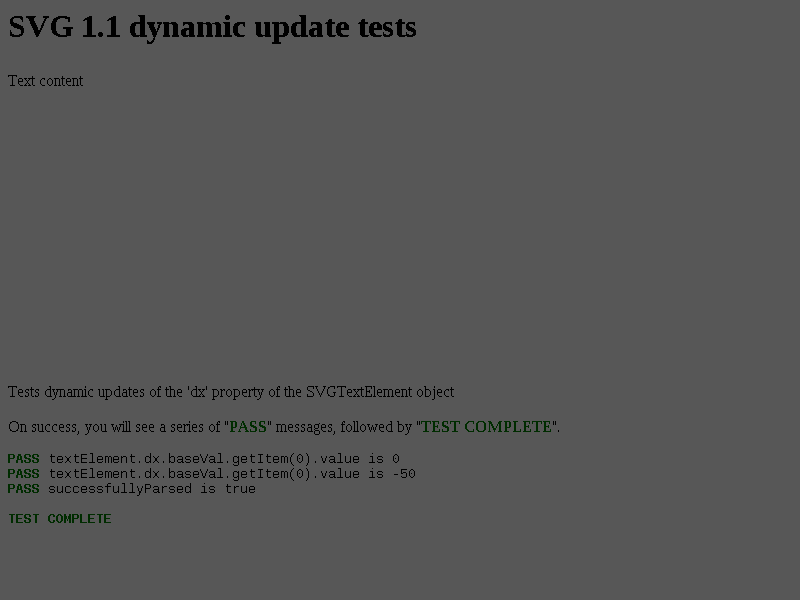 SVG 1.1 dynamic update tests
Text content
Tests dynamic updates of the 'dx' property of the SVGTextElement object
On success, you will see a series of "PASS" messages, followed by "TEST COMPLETE".
PASS textElement.dx.baseVal.getItem(0).value is 0
PASS textElement.dx.baseVal.getItem(0).value is -50
PASS successfullyParsed is true
TEST COMPLETE